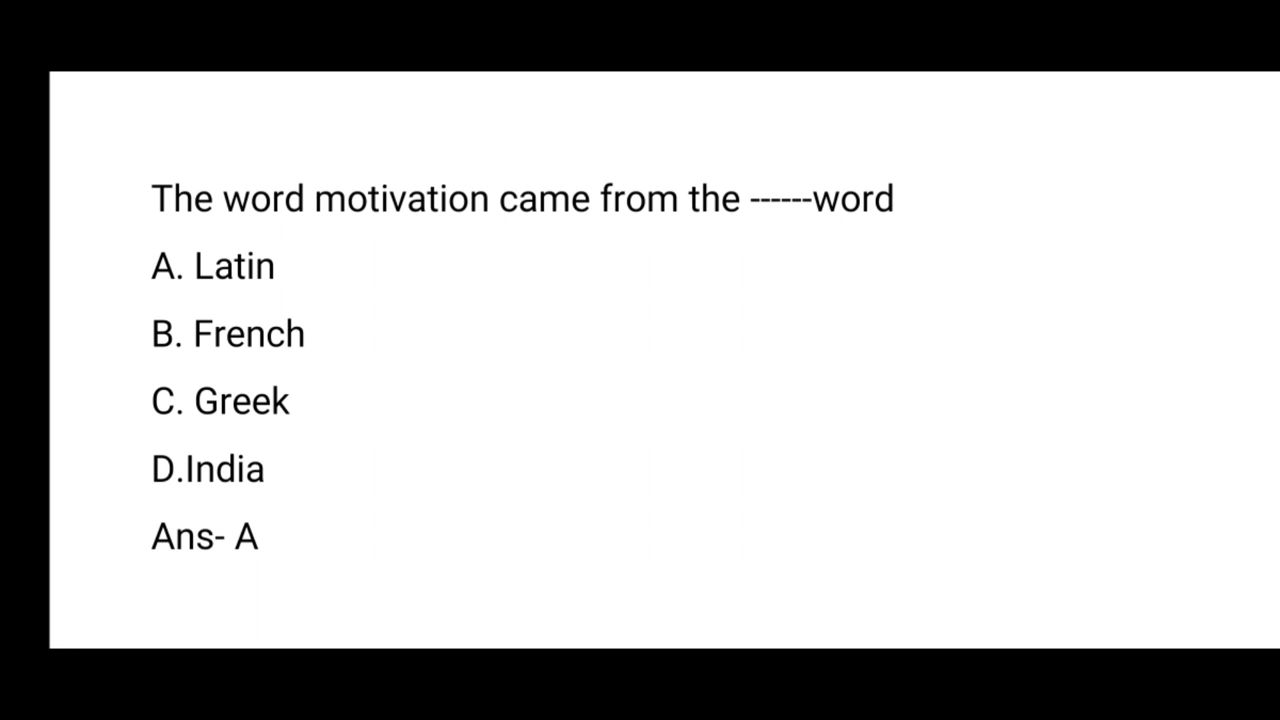 The word motivation came from the ------word
A. Latin
B. French
C. Greek
D.India
Ans- A